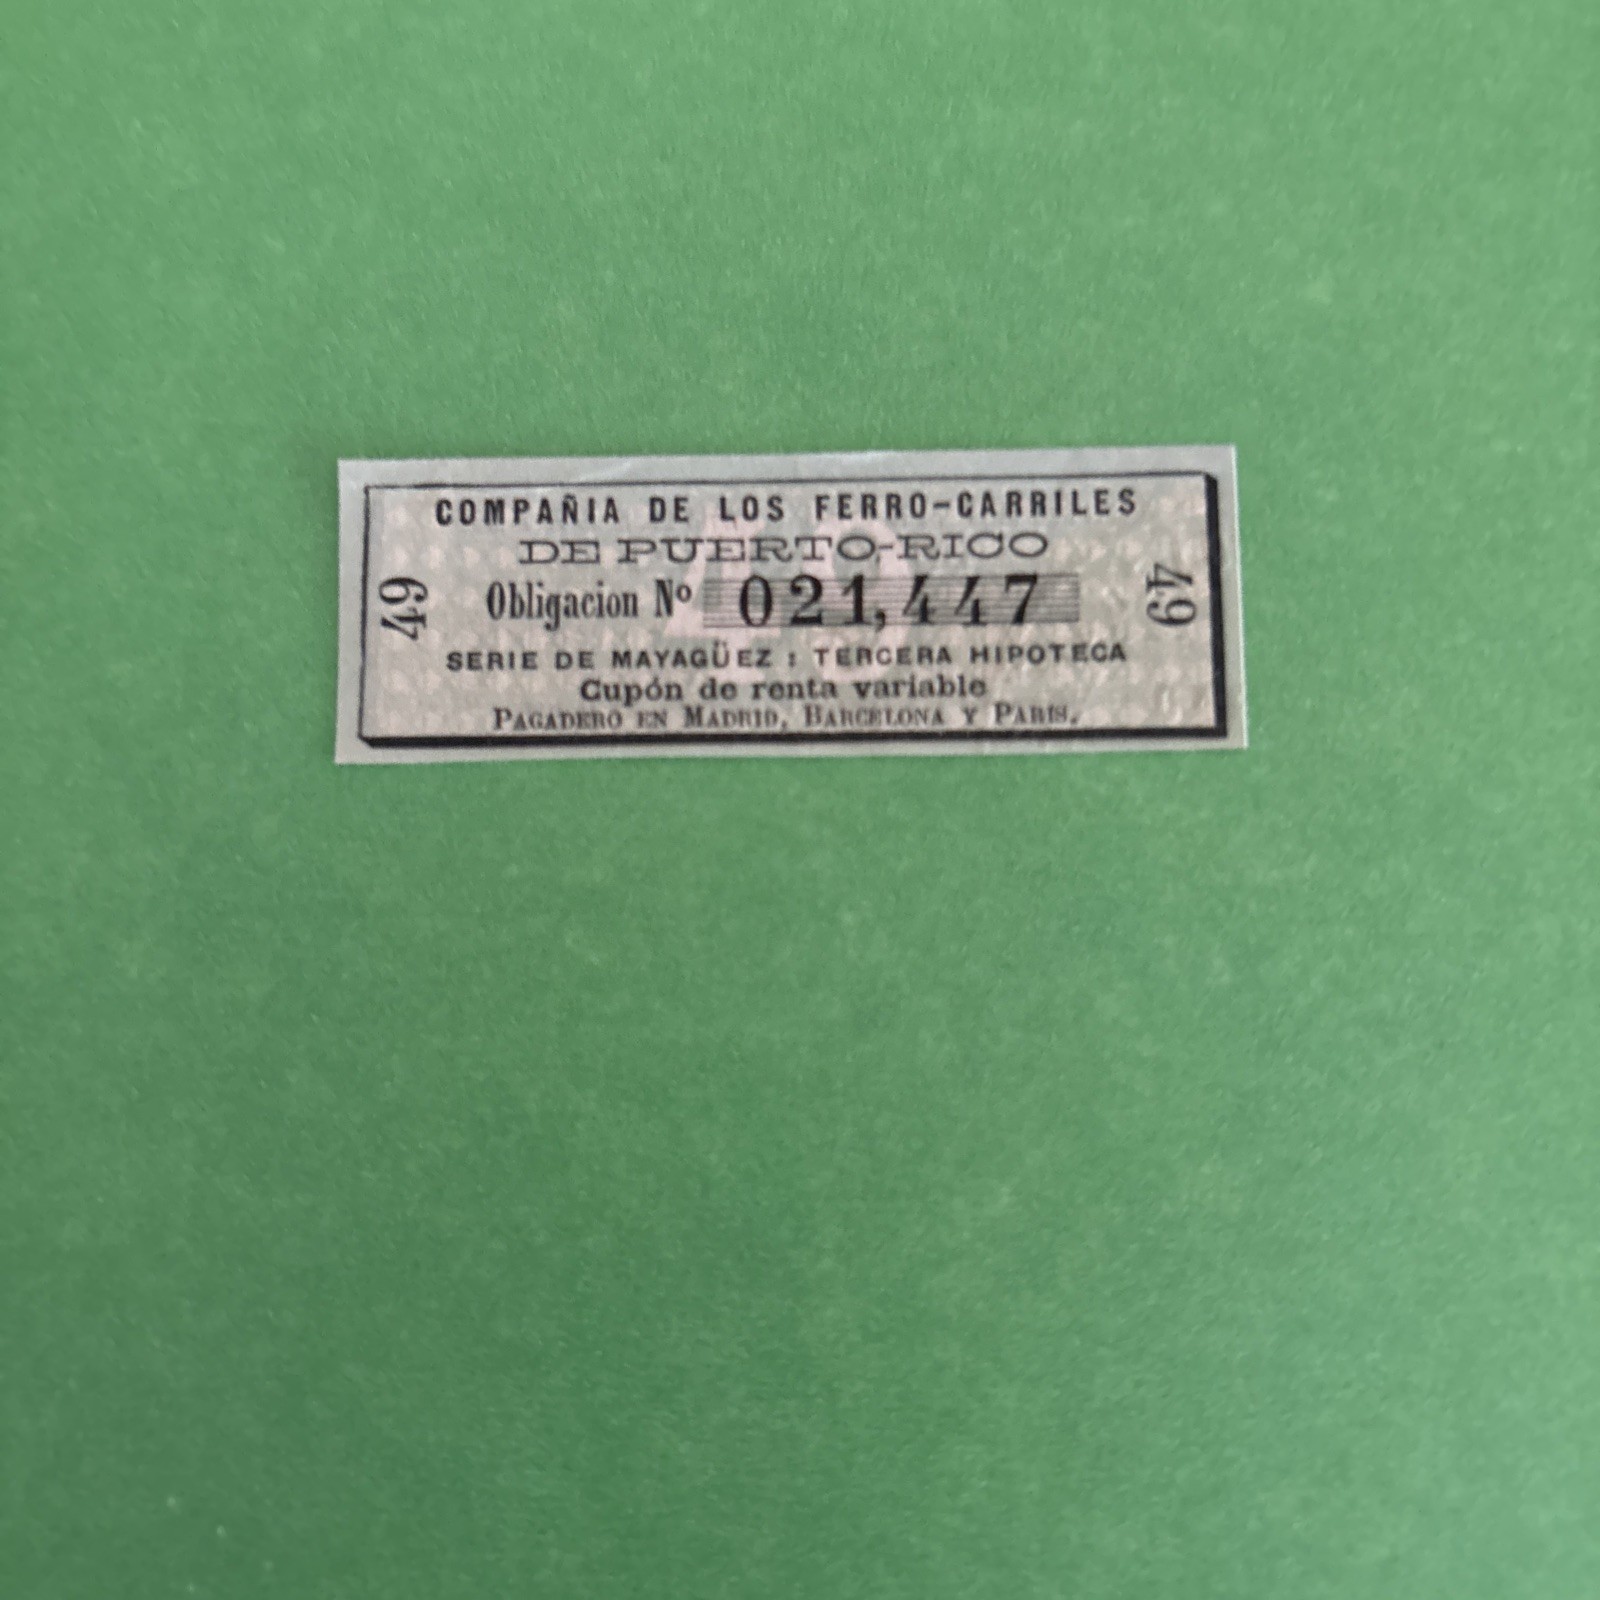 COMPAÑIA DE LOS FERRO-CARRILES
DE PUERTO-RICO
49
Obligacion Nº 021,447
49
SERIE DE MAYAGÜEZ : TERCERA HIPOTECA
Cupón de renta variable
PAGADERO EN MADRID, BARCELONA Y PARIS.